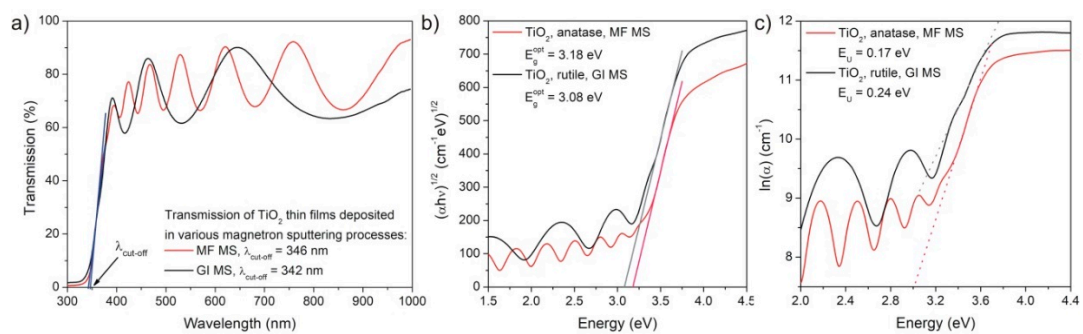 a)
100
80
60
40
20
0
Transmission (%)
λcut-off
Transmission of TiO2 thin films deposited
in various magnetron sputtering processes:
MF MS, λcut-off = 346 nm
GI MS, λcut-off = 342 nm
300 400 500 600 700 800 900 1000
Wavelength (nm)
b)
900
800
700
600
500
400
300
200
100
0
(αhν)1/2 (cm-1eV)1/2
TiO2, anatase, MF MS
Egopt = 3.18 eV
TiO2, rutile, GI MS
Egopt = 3.08 eV
1.5 2.0 2.5 3.0 3.5 4.0 4.5
Energy (eV)
c)
12
11
10
9
8
ln(α) (cm-1)
TiO2, anatase, MF MS
EU = 0.17 eV
TiO2, rutile, GI MS
EU = 0.24 eV
2.0 2.4 2.8 3.2 3.6 4.0 4.4
Energy (eV)